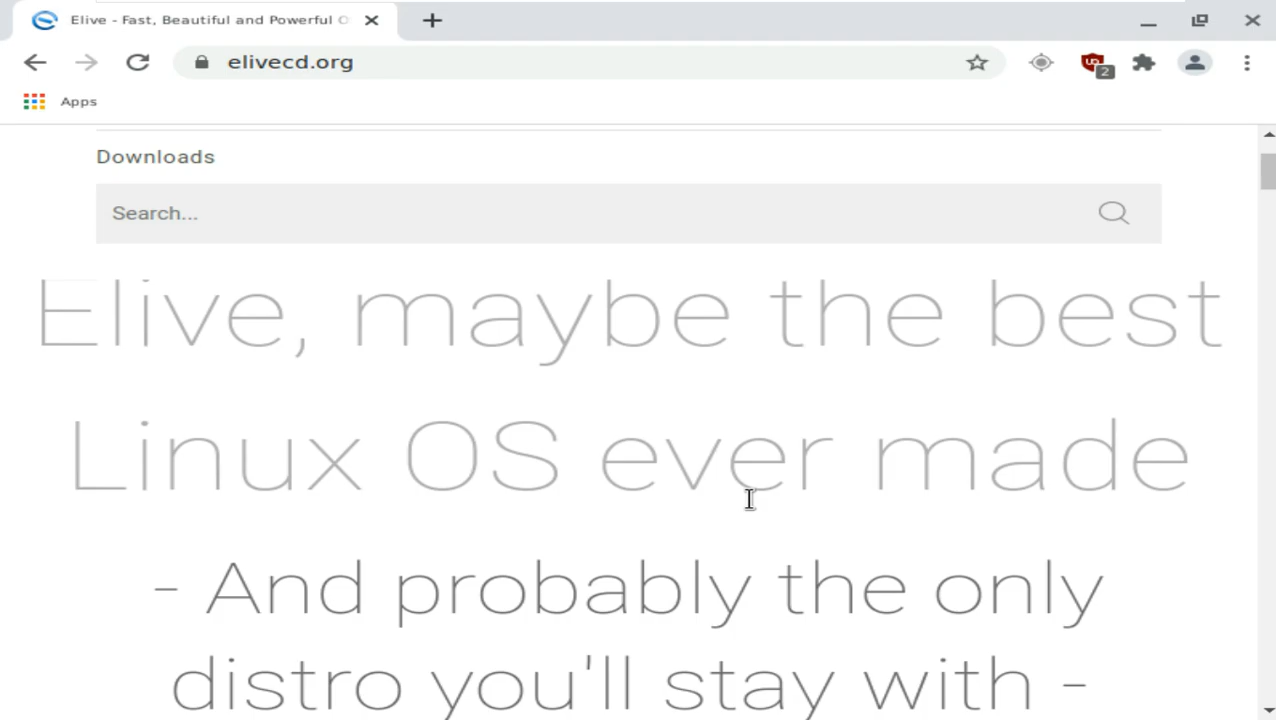 Elive - Fast, Beautiful and Powerful O
elivecd.org
2
Apps
Downloads
Search...
Elive, maybe the best
Linux OS ever made
- And probably the only
distro you'll stay with -